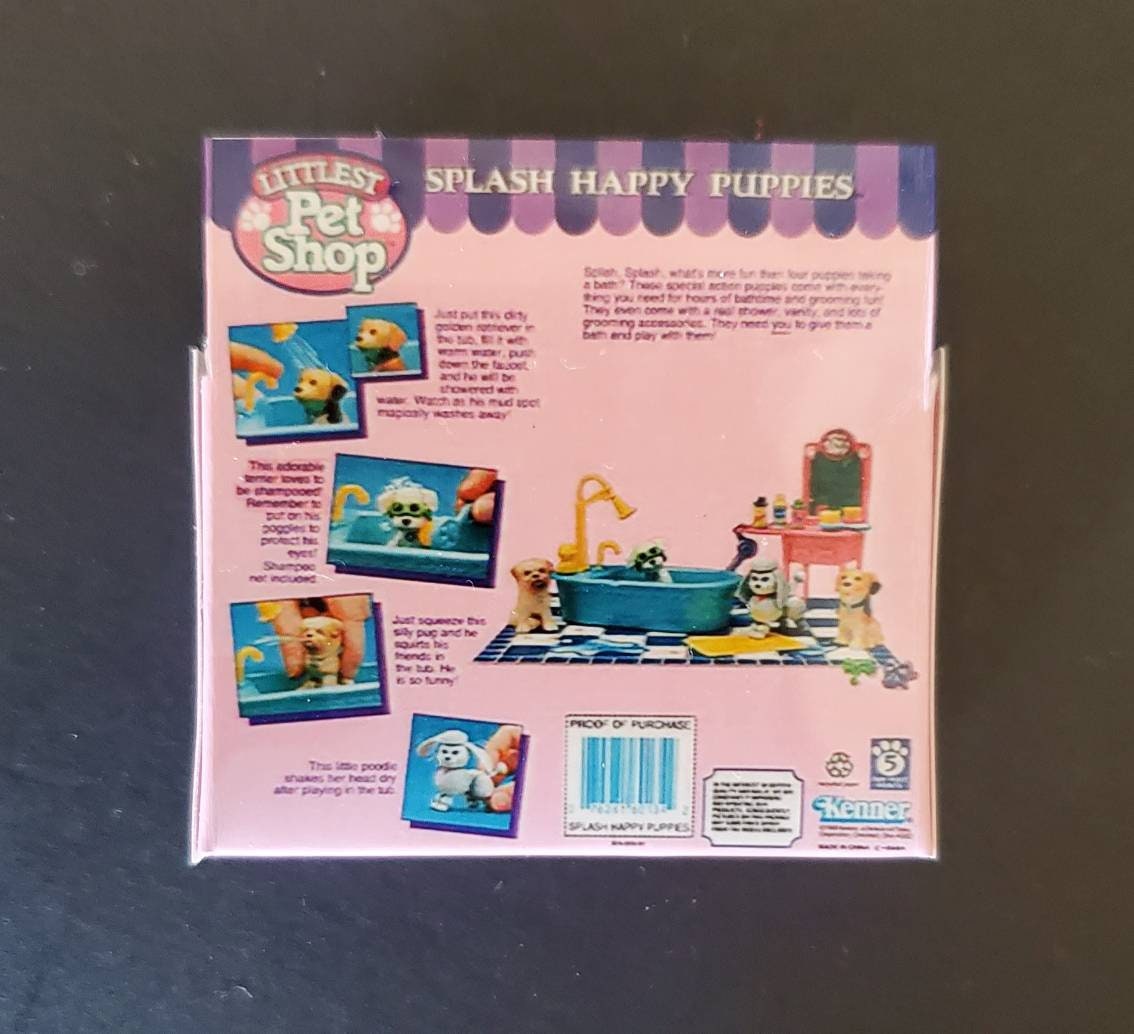 LITTLEST
Pet
Shop
SPLASH HAPPY PUPPIES
Splish, Splash, what's more fun than four puppies taking
a bath? These special action puppies come with every-
thing you need for hours of bathtime and grooming fun!
They even come with a real shower, vanity, and lots of
grooming accessories. They need you to give them a
bath and play with them!
Just put this dirty
golden retriever in
the tub, fill it with
warm water, push
down the faucet,
and he will be
showered with
water. Watch as his mud spot
magically washes away!
This adorable
terrier loves to
be shampooed!
Remember to
put on his
goggles to
protect his
eyes!
Shampoo
not included.
Just squeeze this
silly pug and he
squirts his
friends in
the tub. He
is so funny!
This little poodle
shakes her head dry
after playing in the tub.
PROOF OF PURCHASE
SPLASH HAPPY PUPPIES
5
Kenner
MADE IN CHINA